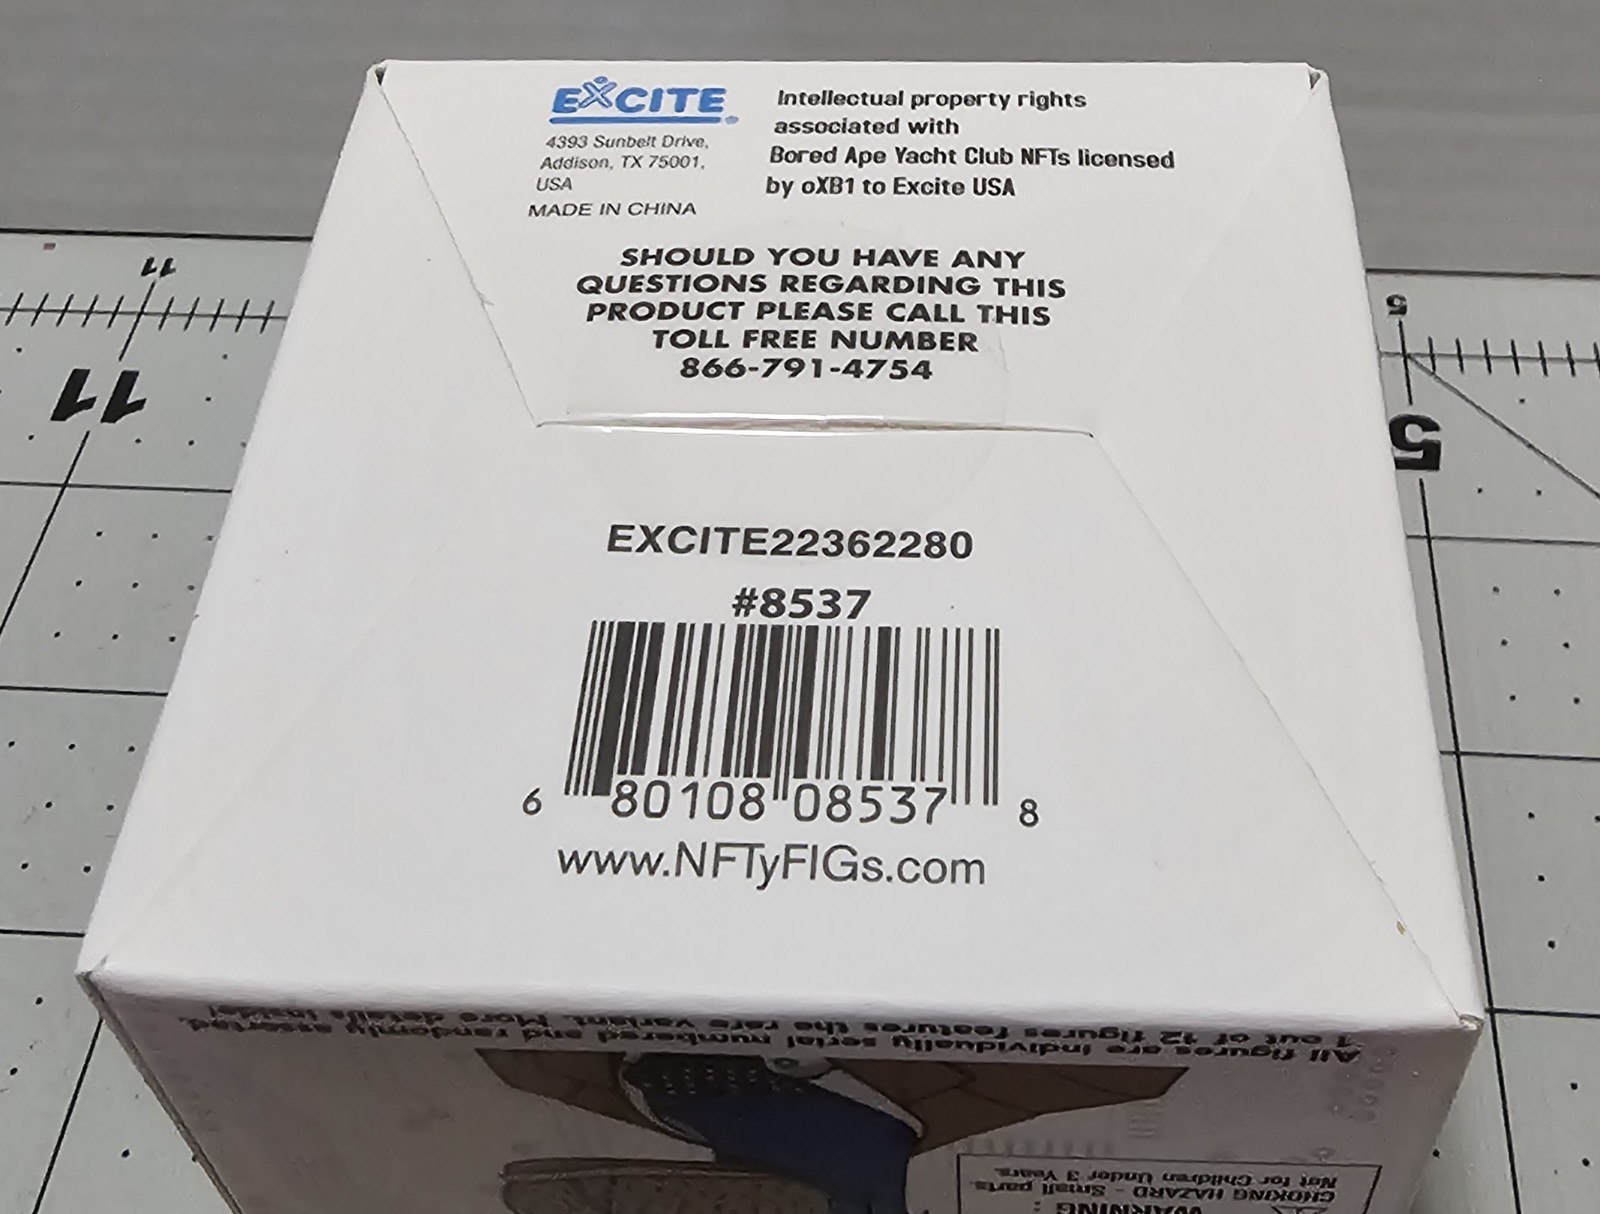 EXCITE
4393 Sunbelt Drive,
Addison, TX 75001,
USA
MADE IN CHINA
Intellectual property rights
associated with
Bored Ape Yacht Club NFTs licensed
by oXB1 to Excite USA
SHOULD YOU HAVE ANY
QUESTIONS REGARDING THIS
PRODUCT PLEASE CALL THIS
TOLL FREE NUMBER
866-791-4754
EXCITE22362280
#8537
6 80108 08537 8
www.NFTyFIGs.com
All figures are individually serial numbered and randomly assorted.
1 out of 12 figures features the rare variant. More details inside!
WARNING:
CHOKING HAZARD - Small parts.
Not for Children Under 3 Years.
11
11
5
5